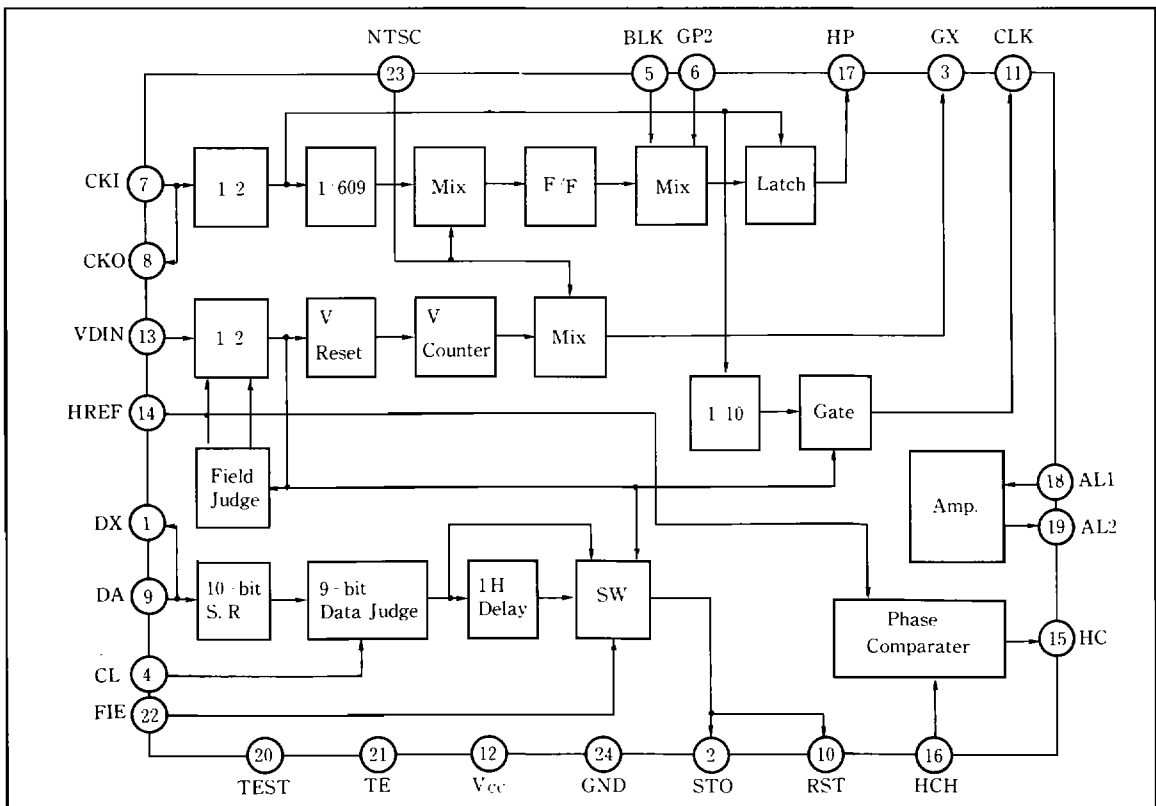 NTSC BLK GP2 HP GX CLK
23 5 6 17 3 11
CKI 7
1 2
1 609
Mix
F/F
Mix
Latch
CKO 8
VDIN 13
1 2
V
Reset
V
Counter
Mix
HREF 14
1 10
Gate
Field
Judge
Amp.
18 AL1
19 AL2
DX 1
DA 9
10-bit
S. R
9-bit
Data Judge
1H
Delay
SW
Phase
Comparater
15 HC
CL 4
FIE 22
20 21 12 24 2 10 16
TEST TE Vcc GND STO RST HCH